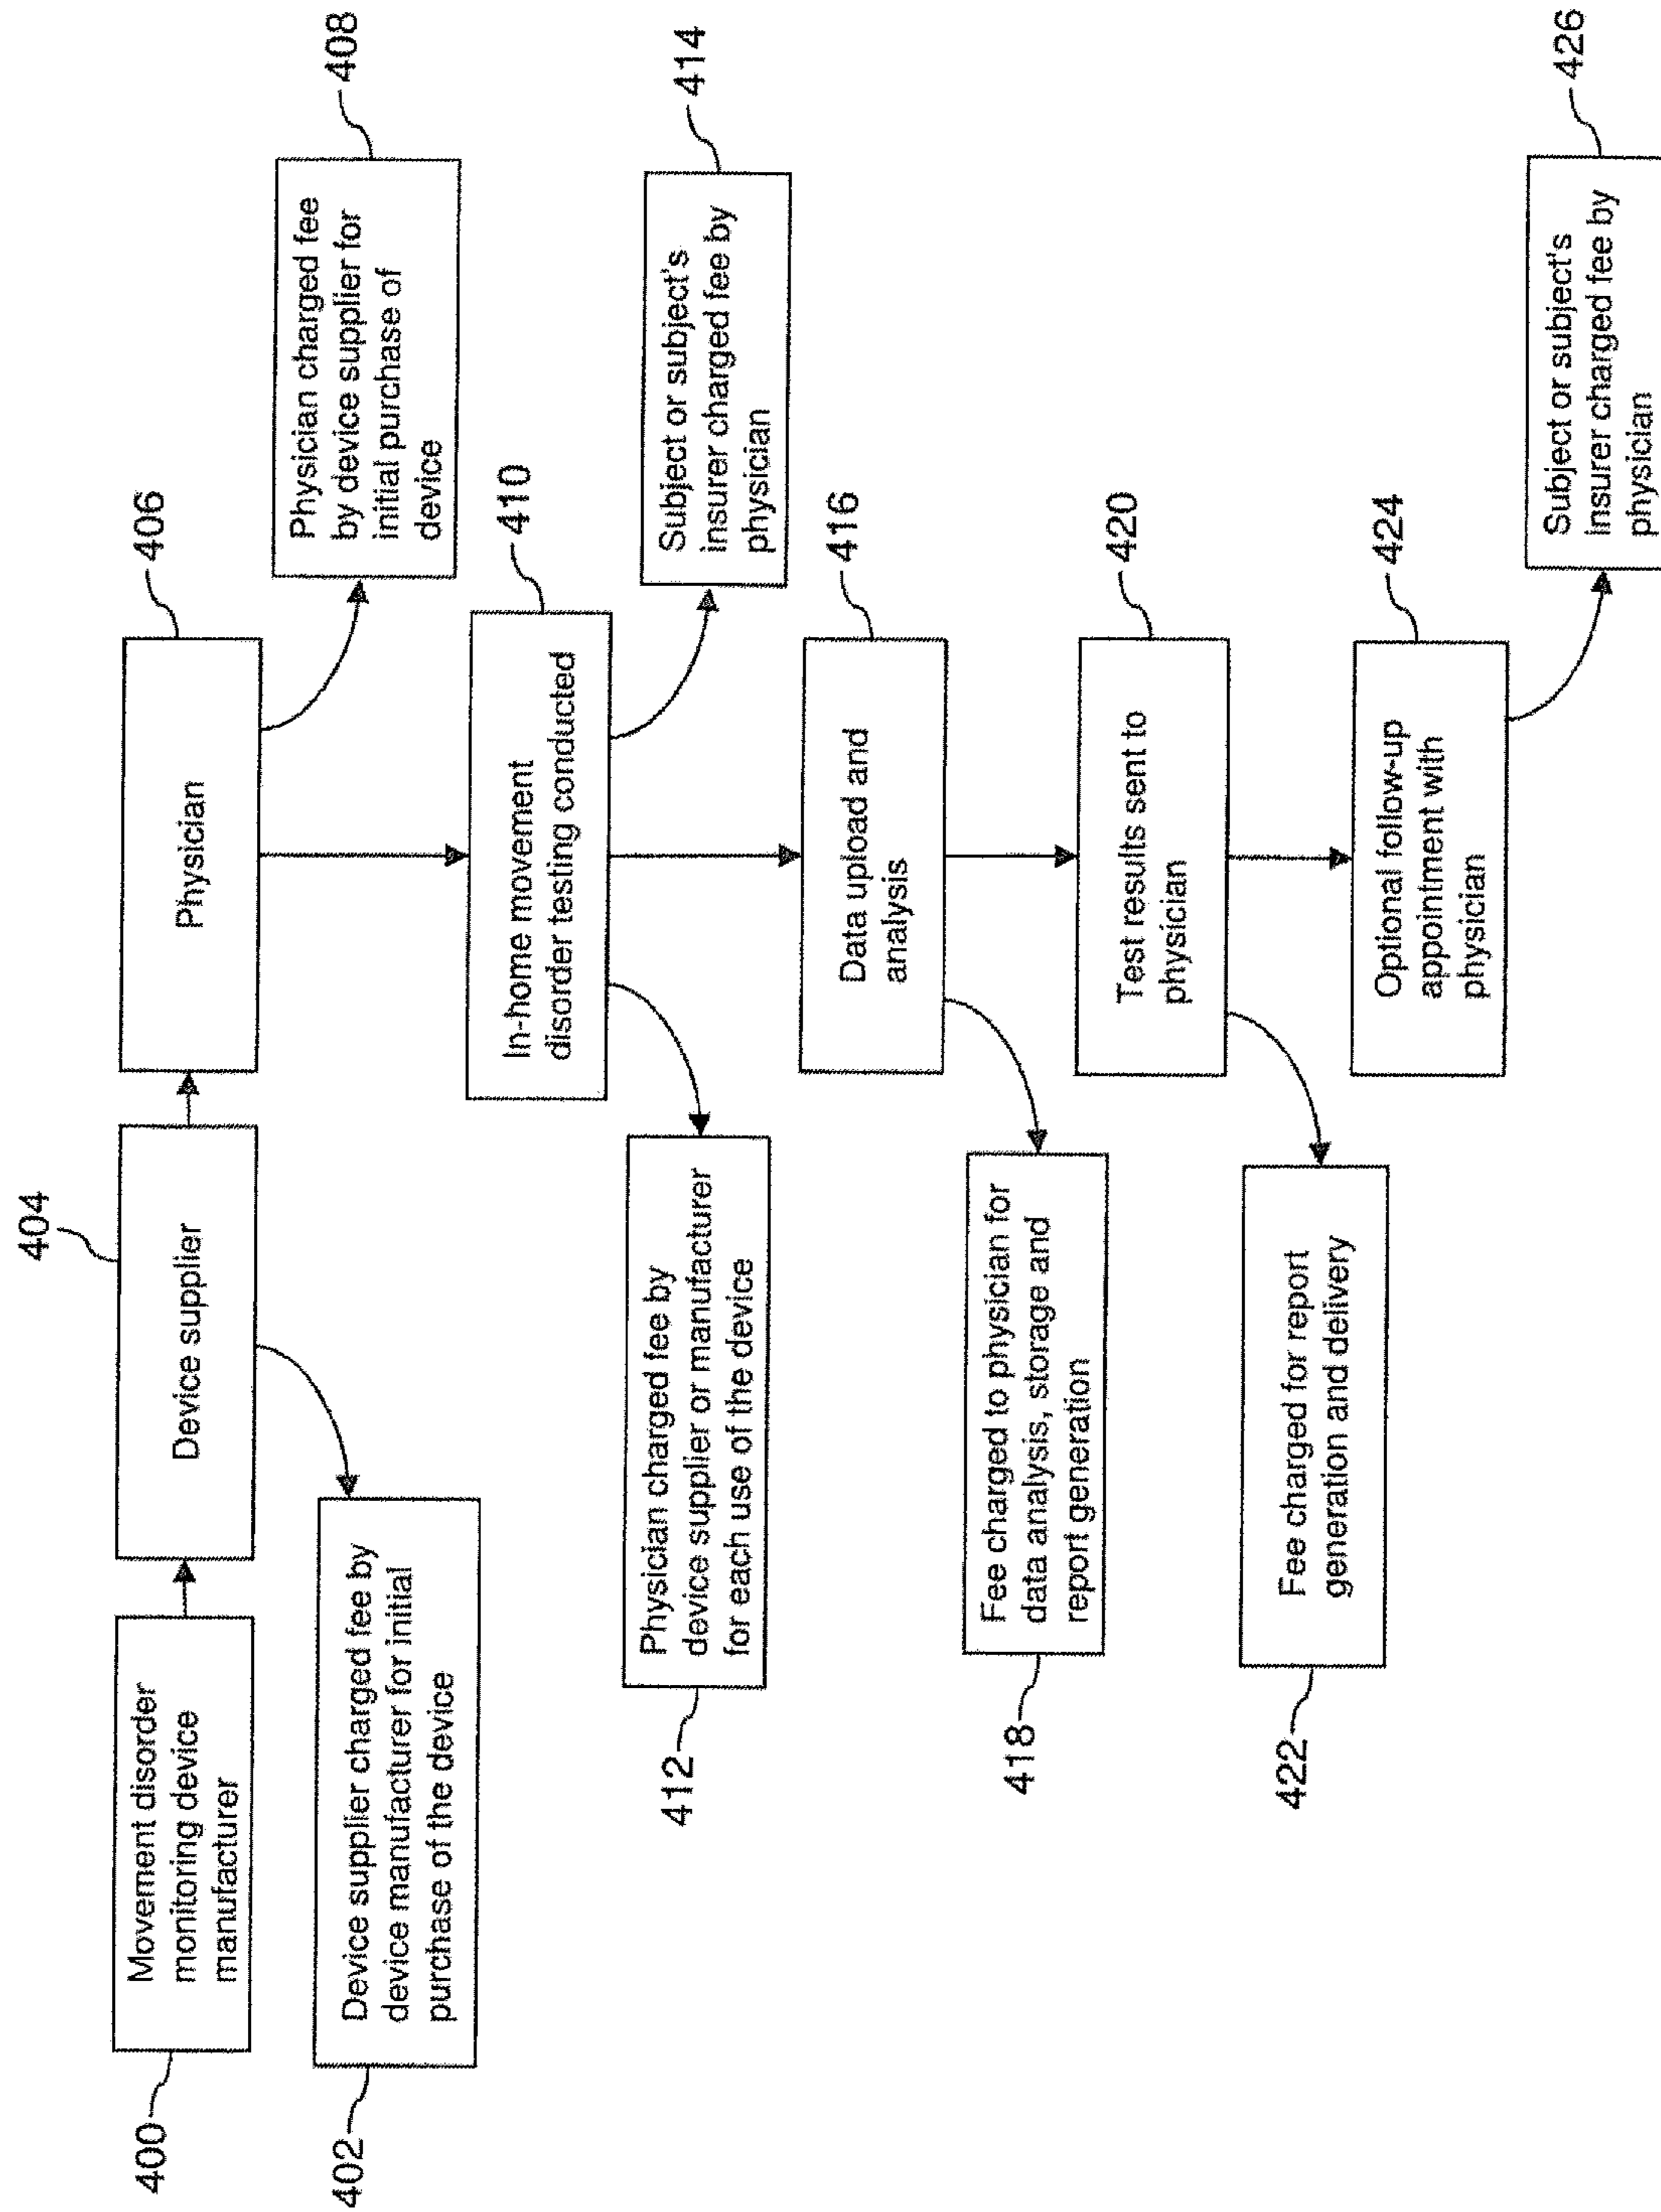 400
Movement disorder
monitoring device
manufacturer
402
Device supplier charged fee by
device manufacturer for initial
purchase of the device
404
Device supplier
406
Physician
408
Physician charged fee
by device supplier for
initial purchase of
device
410
In-home movement
disorder testing conducted
412
Physician charged fee by
device supplier or manufacturer
for each use of the device
414
Subject or subject's
insurer charged fee by
physician
416
Data upload and
analysis
418
Fee charged to physician for
data analysis, storage and
report generation
420
Test results sent to
physician
422
Fee charged for report
generation and delivery
424
Optional follow-up
appointment with
physician
426
Subject or subject's
insurer charged fee by
physician